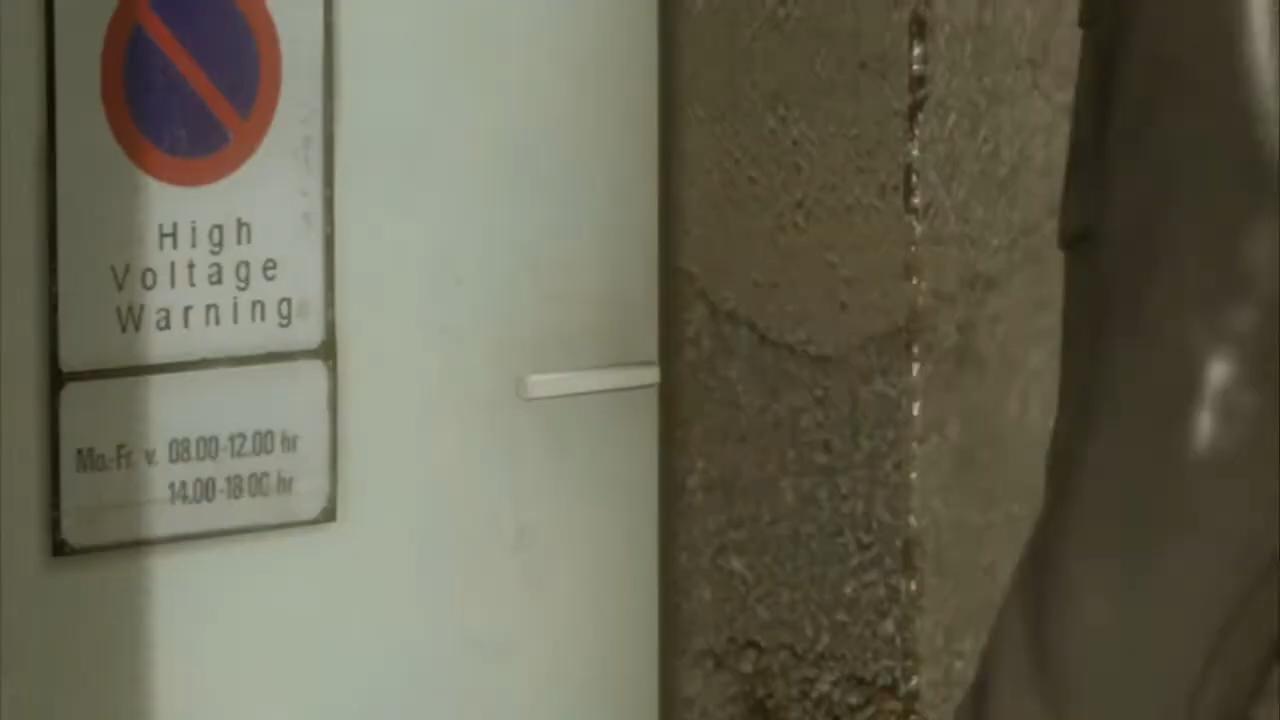 High
Voltage
Warning
Mo.-Fr. v. 08.00-12.00 hr
14.00-18.00 hr